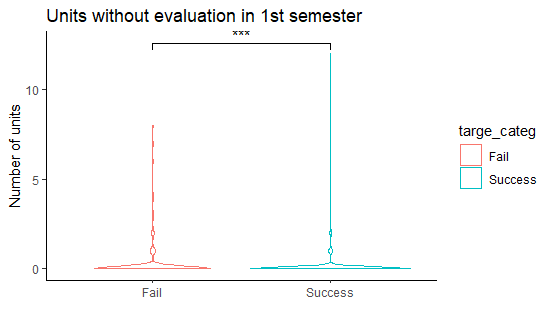 Units without evaluation in 1st semester
***
Number of units
10
5
0
Fail
Success
targe_categ
Fail
Success